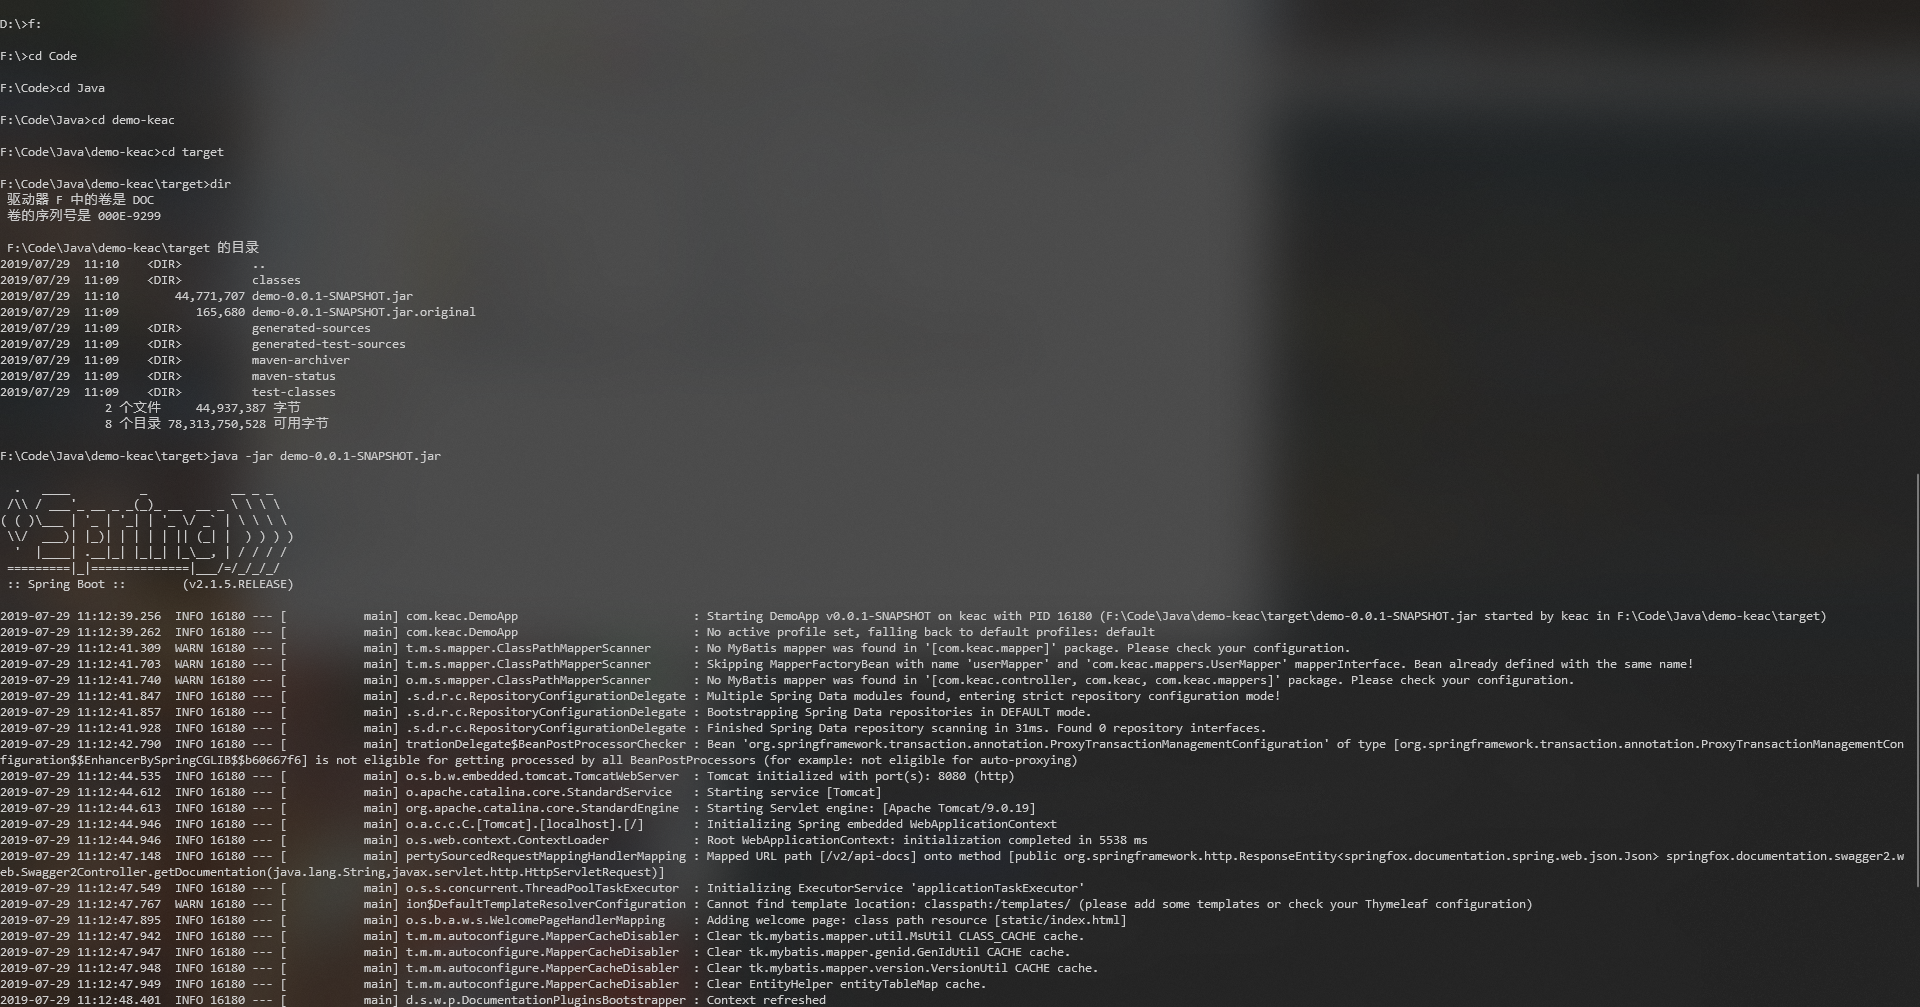 D:\>f:
F:\>cd Code
F:\Code>cd Java
F:\Code\Java>cd demo-keac
F:\Code\Java\demo-keac>cd target
F:\Code\Java\demo-keac\target>dir
 驱动器 F 中的卷是 DOC
 卷的序列号是 000E-9299
 F:\Code\Java\demo-keac\target 的目录
2019/07/29  11:10    <DIR>          ..
2019/07/29  11:09    <DIR>          classes
2019/07/29  11:10        44,771,707 demo-0.0.1-SNAPSHOT.jar
2019/07/29  11:09           165,680 demo-0.0.1-SNAPSHOT.jar.original
2019/07/29  11:09    <DIR>          generated-sources
2019/07/29  11:09    <DIR>          generated-test-sources
2019/07/29  11:09    <DIR>          maven-archiver
2019/07/29  11:09    <DIR>          maven-status
2019/07/29  11:09    <DIR>          test-classes
               2 个文件     44,937,387 字节
               8 个目录 78,313,750,528 可用字节
F:\Code\Java\demo-keac\target>java -jar demo-0.0.1-SNAPSHOT.jar
  .   ____          _            __ _ _
 /\\ / ___'_ __ _ _(_)_ __  __ _ \ \ \ \
( ( )\___ | '_ | '_| | '_ \/ _` | \ \ \ \
 \\/  ___)| |_)| | | | | || (_| |  ) ) ) )
  '  |____| .__|_| |_|_| |_\__, | / / / /
 =========|_|==============|___/=/_/_/_/
 :: Spring Boot ::        (v2.1.5.RELEASE)
2019-07-29 11:12:39.256  INFO 16180 --- [           main] com.keac.DemoApp                         : Starting DemoApp v0.0.1-SNAPSHOT on keac with PID 16180 (F:\Code\Java\demo-keac\target\demo-0.0.1-SNAPSHOT.jar started by keac in F:\Code\Java\demo-keac\target)
2019-07-29 11:12:39.262  INFO 16180 --- [           main] com.keac.DemoApp                         : No active profile set, falling back to default profiles: default
2019-07-29 11:12:41.309  WARN 16180 --- [           main] t.m.s.mapper.ClassPathMapperScanner      : No MyBatis mapper was found in '[com.keac.mapper]' package. Please check your configuration.
2019-07-29 11:12:41.703  WARN 16180 --- [           main] t.m.s.mapper.ClassPathMapperScanner      : Skipping MapperFactoryBean with name 'userMapper' and 'com.keac.mappers.UserMapper' mapperInterface. Bean already defined with the same name!
2019-07-29 11:12:41.740  WARN 16180 --- [           main] o.m.s.mapper.ClassPathMapperScanner      : No MyBatis mapper was found in '[com.keac.controller, com.keac, com.keac.mappers]' package. Please check your configuration.
2019-07-29 11:12:41.847  INFO 16180 --- [           main] .s.d.r.c.RepositoryConfigurationDelegate : Multiple Spring Data modules found, entering strict repository configuration mode!
2019-07-29 11:12:41.857  INFO 16180 --- [           main] .s.d.r.c.RepositoryConfigurationDelegate : Bootstrapping Spring Data repositories in DEFAULT mode.
2019-07-29 11:12:41.928  INFO 16180 --- [           main] .s.d.r.c.RepositoryConfigurationDelegate : Finished Spring Data repository scanning in 31ms. Found 0 repository interfaces.
2019-07-29 11:12:42.790  INFO 16180 --- [           main] trationDelegate$BeanPostProcessorChecker : Bean 'org.springframework.transaction.annotation.ProxyTransactionManagementConfiguration' of type [org.springframework.transaction.annotation.ProxyTransactionManagementCon
figuration$$EnhancerBySpringCGLIB$$b60667f6] is not eligible for getting processed by all BeanPostProcessors (for example: not eligible for auto-proxying)
2019-07-29 11:12:44.535  INFO 16180 --- [           main] o.s.b.w.embedded.tomcat.TomcatWebServer  : Tomcat initialized with port(s): 8080 (http)
2019-07-29 11:12:44.612  INFO 16180 --- [           main] o.apache.catalina.core.StandardService   : Starting service [Tomcat]
2019-07-29 11:12:44.613  INFO 16180 --- [           main] org.apache.catalina.core.StandardEngine  : Starting Servlet engine: [Apache Tomcat/9.0.19]
2019-07-29 11:12:44.946  INFO 16180 --- [           main] o.a.c.c.C.[Tomcat].[localhost].[/]       : Initializing Spring embedded WebApplicationContext
2019-07-29 11:12:44.946  INFO 16180 --- [           main] o.s.web.context.ContextLoader            : Root WebApplicationContext: initialization completed in 5538 ms
2019-07-29 11:12:47.148  INFO 16180 --- [           main] pertySourcedRequestMappingHandlerMapping : Mapped URL path [/v2/api-docs] onto method [public org.springframework.http.ResponseEntity<springfox.documentation.spring.web.json.Json> springfox.documentation.swagger2.w
eb.Swagger2Controller.getDocumentation(java.lang.String,javax.servlet.http.HttpServletRequest)]
2019-07-29 11:12:47.549  INFO 16180 --- [           main] o.s.s.concurrent.ThreadPoolTaskExecutor  : Initializing ExecutorService 'applicationTaskExecutor'
2019-07-29 11:12:47.767  WARN 16180 --- [           main] ion$DefaultTemplateResolverConfiguration : Cannot find template location: classpath:/templates/ (please add some templates or check your Thymeleaf configuration)
2019-07-29 11:12:47.895  INFO 16180 --- [           main] o.s.b.a.w.s.WelcomePageHandlerMapping    : Adding welcome page: class path resource [static/index.html]
2019-07-29 11:12:47.942  INFO 16180 --- [           main] t.m.m.autoconfigure.MapperCacheDisabler  : Clear tk.mybatis.mapper.util.MsUtil CLASS_CACHE cache.
2019-07-29 11:12:47.947  INFO 16180 --- [           main] t.m.m.autoconfigure.MapperCacheDisabler  : Clear tk.mybatis.mapper.genid.GenIdUtil CACHE cache.
2019-07-29 11:12:47.948  INFO 16180 --- [           main] t.m.m.autoconfigure.MapperCacheDisabler  : Clear tk.mybatis.mapper.version.VersionUtil CACHE cache.
2019-07-29 11:12:47.949  INFO 16180 --- [           main] t.m.m.autoconfigure.MapperCacheDisabler  : Clear EntityHelper entityTableMap cache.
2019-07-29 11:12:48.401  INFO 16180 --- [           main] d.s.w.p.DocumentationPluginsBootstrapper : Context refreshed